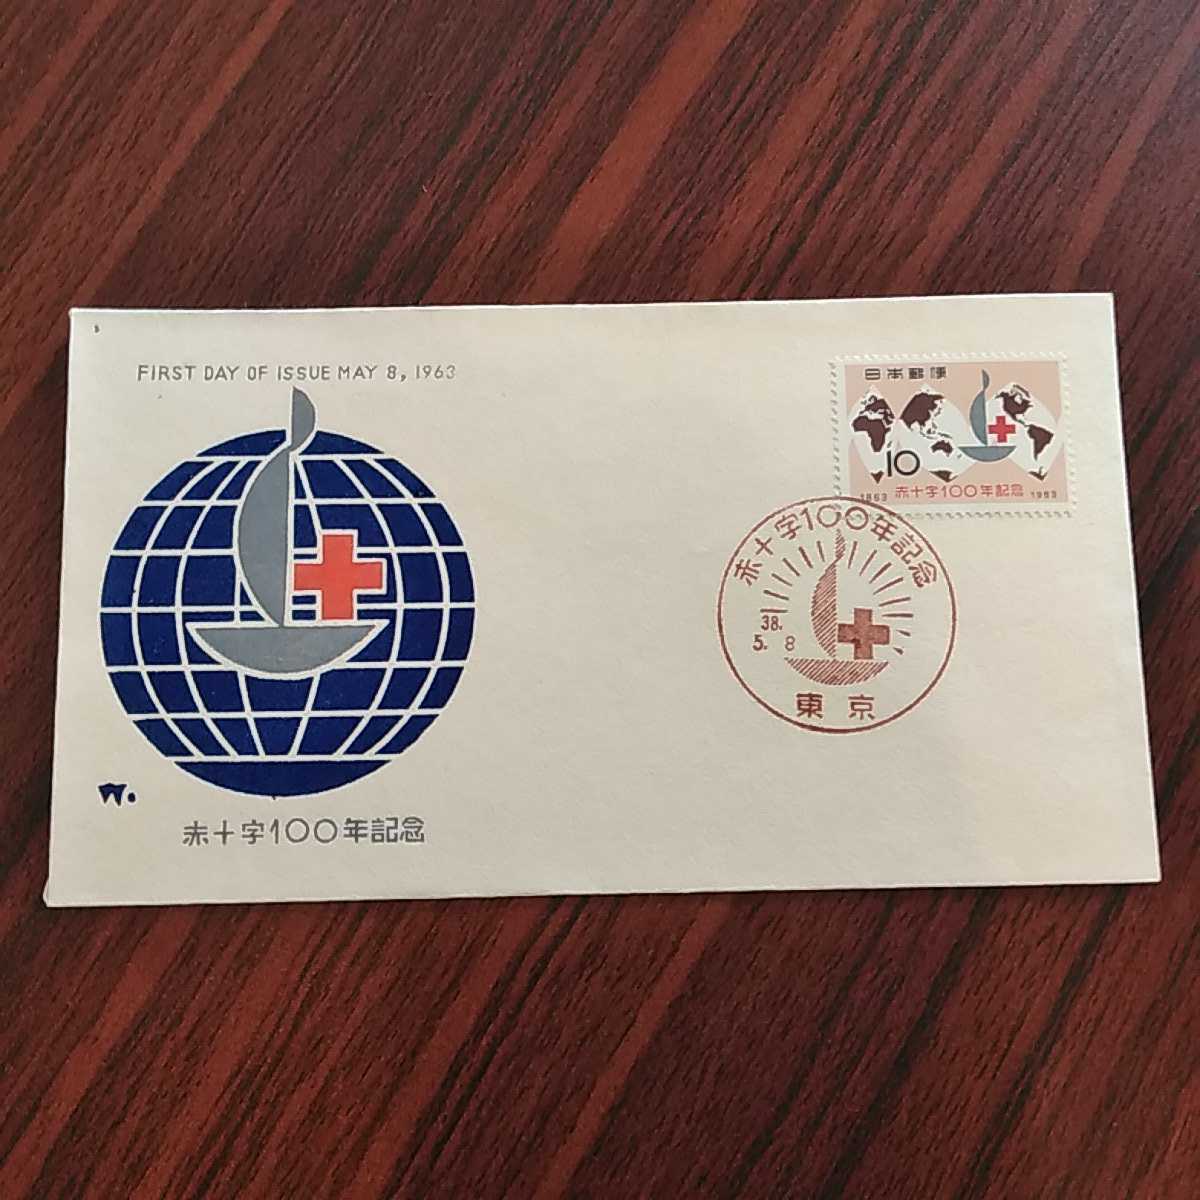 FIRST DAY OF ISSUE MAY 8, 1963
日本郵便
10
1863 赤十字100年記念 1963
赤十字100年記念
38.
5. 8
東京
赤十字100年記念